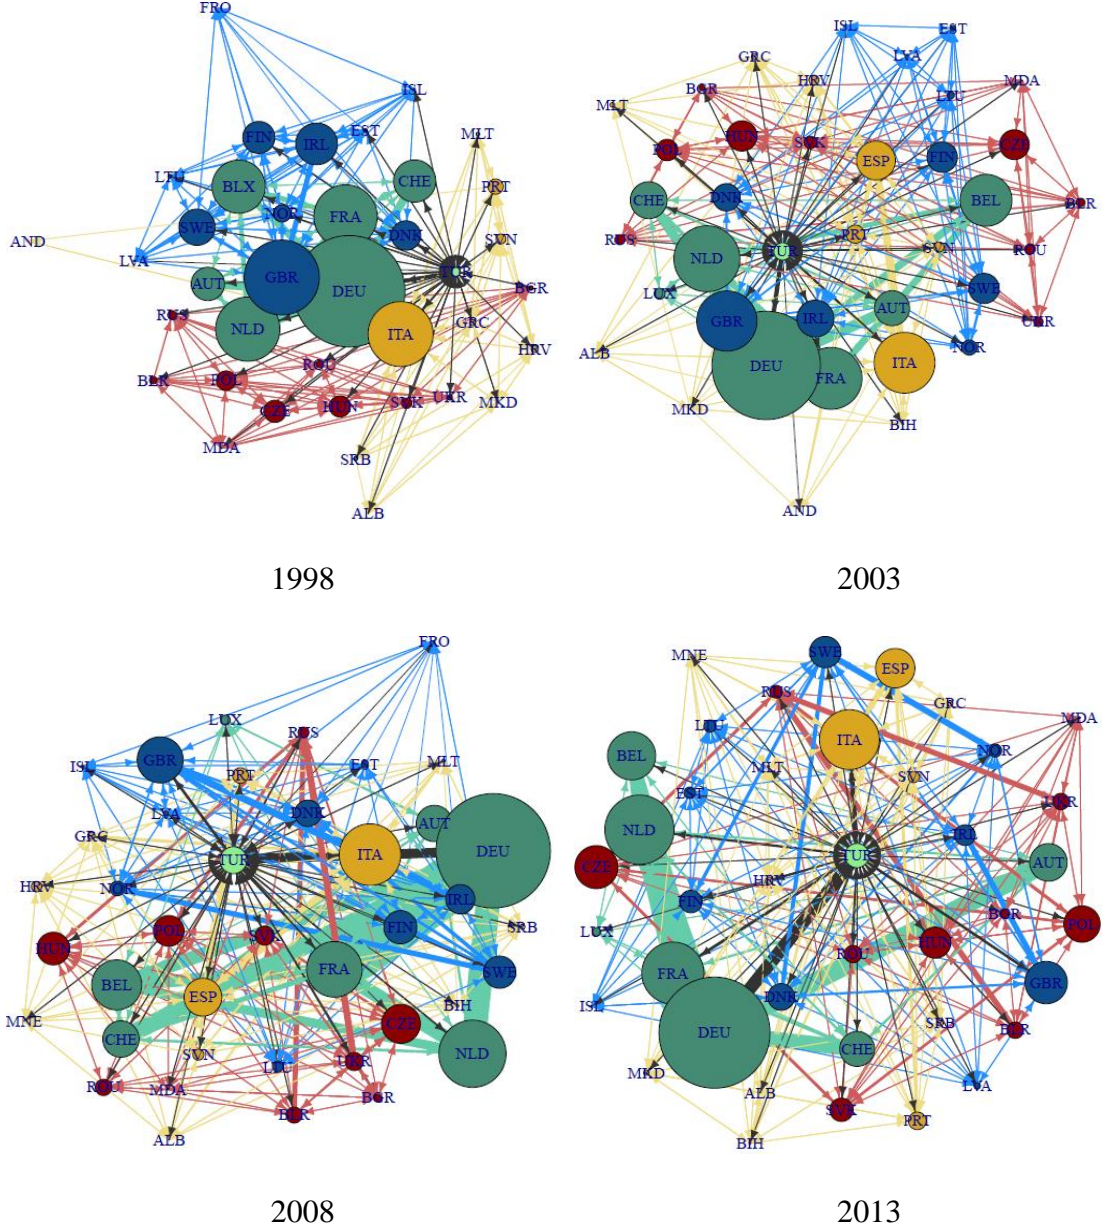 FRO
ISL
FIN
IRL
EST
MLT
LTU
BLX
CHE
PRT
NOR
FRA
SWE
DNK
AND
SVN
LVA
TUR
GBR
AUT
DEU
BGR
RUS
NLD
GRC
ITA
HRV
ROU
BLR
POL
UKR
MKD
CZE
HUN
SVK
MDA
SRB
ALB
1998
ISL
EST
LVA
GRC
HRV
MDA
BGR
LTU
MLT
HUN
SVK
CZE
POL
ESP
FIN
DNK
CHE
BEL
BLR
RUS
PRT
TUR
SVN
ROU
NLD
LUX
SWE
AUT
GBR
IRL
UKR
NOR
ALB
DEU
ITA
FRA
MKD
BIH
AND
2003
FRO
LUX
RUS
GBR
ISL
EST
MLT
PRT
LVA
DNK
AUT
GRC
ITA
DEU
TUR
HRV
NOR
IRL
POL
FIN
SRB
HUN
SVK
FRA
SWE
BEL
ESP
BIH
MNE
CZE
CHE
NLD
SVN
UKR
LTU
ROU
MDA
BGR
BLR
ALB
2008
MNE
SWE
ESP
RUS
GRC
MDA
LTU
ITA
BEL
NOR
MLT
SVN
EST
UKR
NLD
IRL
TUR
AUT
CZE
HRV
FIN
BGR
POL
LUX
HUN
ROU
FRA
GBR
DNK
ISL
SRB
BLR
DEU
CHE
MKD
LVA
ALB
SVK
PRT
BIH
2013